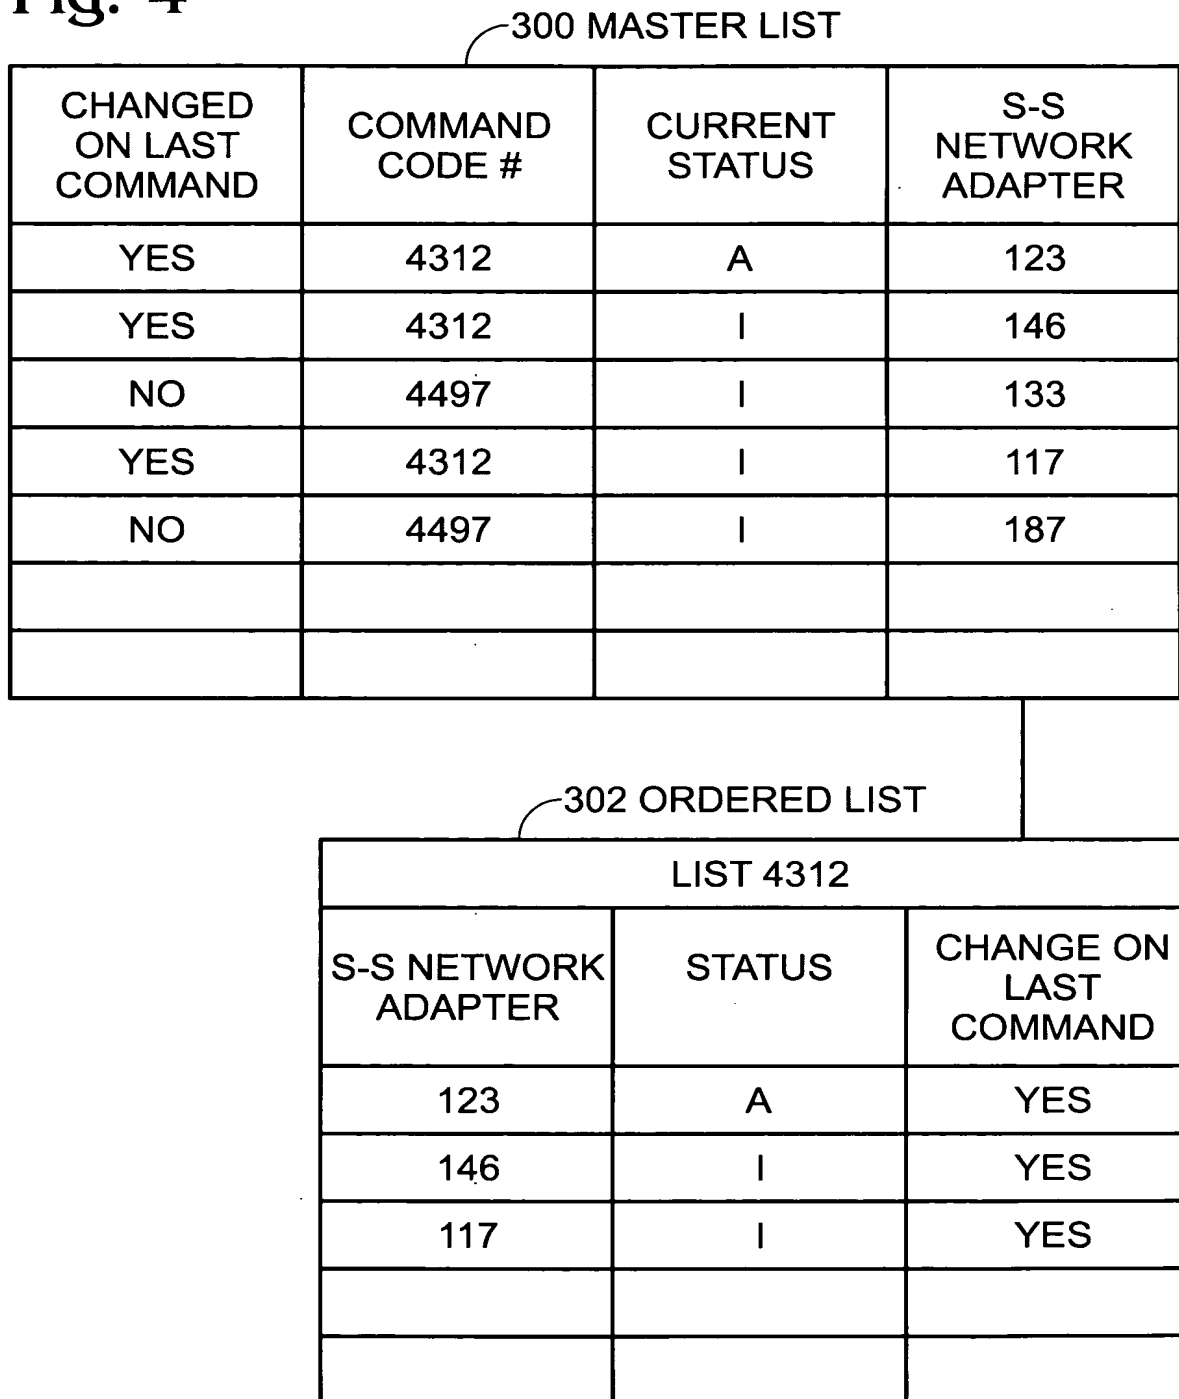 Fig. 4
300 MASTER LIST
CHANGED ON LAST COMMAND | COMMAND CODE # | CURRENT STATUS | S-S NETWORK ADAPTER
YES | 4312 | A | 123
YES | 4312 | I | 146
NO | 4497 | I | 133
YES | 4312 | I | 117
NO | 4497 | I | 187
302 ORDERED LIST
LIST 4312
S-S NETWORK ADAPTER | STATUS | CHANGE ON LAST COMMAND
123 | A | YES
146 | I | YES
117 | I | YES